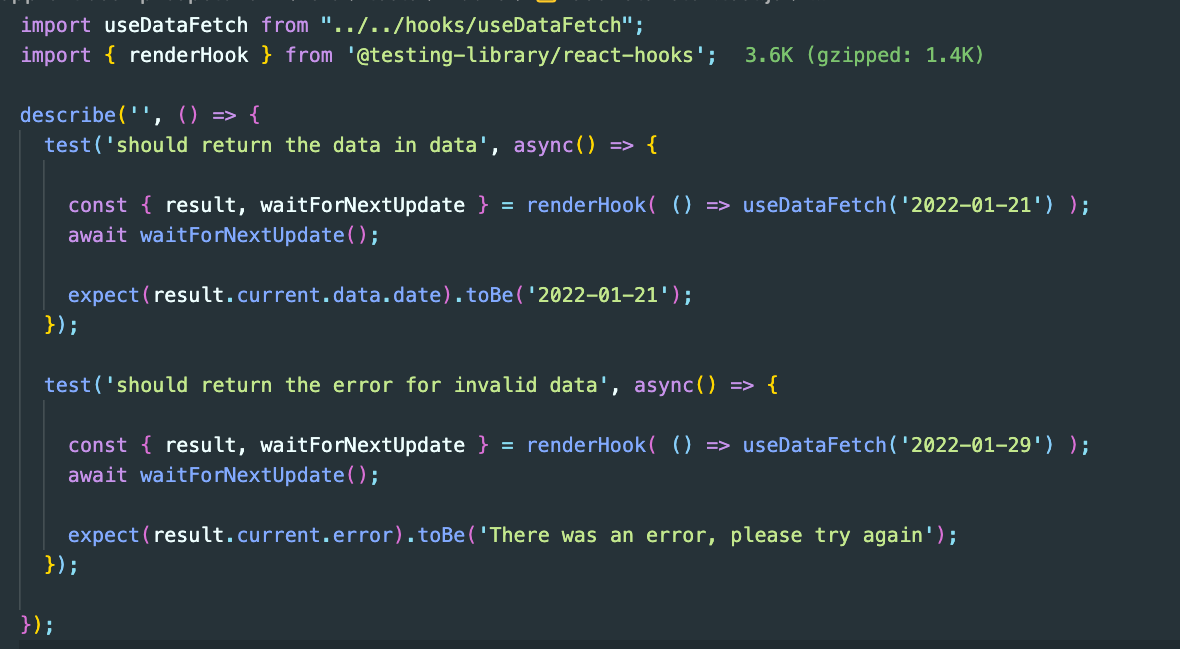 import useDataFetch from "../../hooks/useDataFetch";
import { renderHook } from '@testing-library/react-hooks'; 3.6K (gzipped: 1.4K)
describe('', () => {
test('should return the data in data', async() => {
const { result, waitForNextUpdate } = renderHook( () => useDataFetch('2022-01-21') );
await waitForNextUpdate();
expect(result.current.data.date).toBe('2022-01-21');
});
test('should return the error for invalid data', async() => {
const { result, waitForNextUpdate } = renderHook( () => useDataFetch('2022-01-29') );
await waitForNextUpdate();
expect(result.current.error).toBe('There was an error, please try again');
});
});